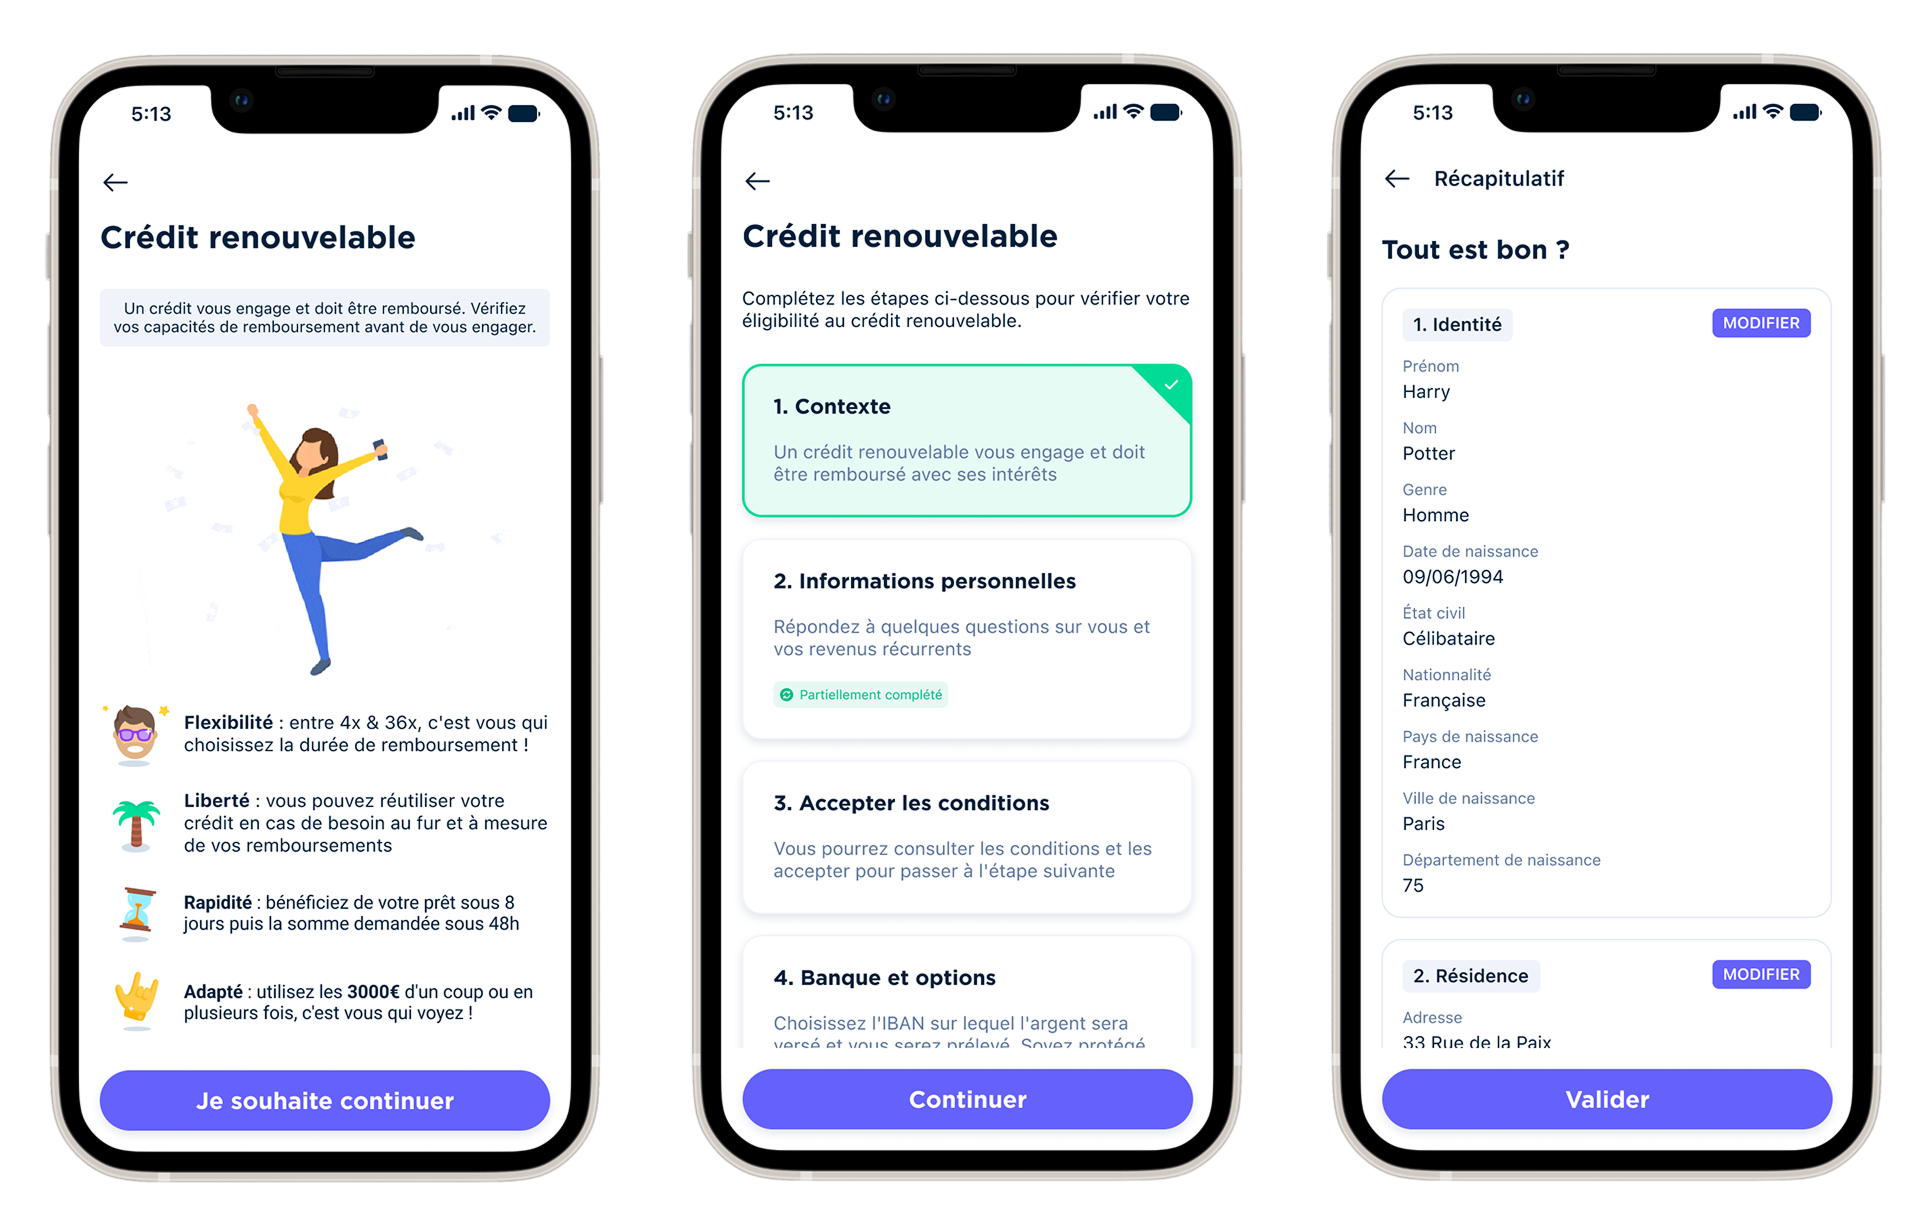 5:13
Crédit renouvelable
Un crédit vous engage et doit être remboursé. Vérifiez
vos capacités de remboursement avant de vous engager.
Flexibilité : entre 4x & 36x, c'est vous qui
choisissez la durée de remboursement !
Liberté : vous pouvez réutiliser votre
crédit en cas de besoin au fur et à mesure
de vos remboursements
Rapidité : bénéficiez de votre prêt sous 8
jours puis la somme demandée sous 48h
Adapté : utilisez les 3000€ d'un coup ou en
plusieurs fois, c'est vous qui voyez !
Je souhaite continuer
5:13
Crédit renouvelable
Complétez les étapes ci-dessous pour vérifier votre
éligibilité au crédit renouvelable.
1. Contexte
Un crédit renouvelable vous engage et doit
être remboursé avec ses intérêts
2. Informations personnelles
Répondez à quelques questions sur vous et
vos revenus récurrents
Partiellement complété
3. Accepter les conditions
Vous pourrez consulter les conditions et les
accepter pour passer à l'étape suivante
4. Banque et options
Choisissez l'IBAN sur lequel l'argent sera
versé et vous serez prélevé. Soyez protégé
Continuer
5:13
Récapitulatif
Tout est bon ?
1. Identité
MODIFIER
Prénom
Harry
Nom
Potter
Genre
Homme
Date de naissance
09/06/1994
État civil
Célibataire
Nationnalité
Française
Pays de naissance
France
Ville de naissance
Paris
Département de naissance
75
2. Résidence
MODIFIER
Adresse
33 Rue de la Paix
Valider